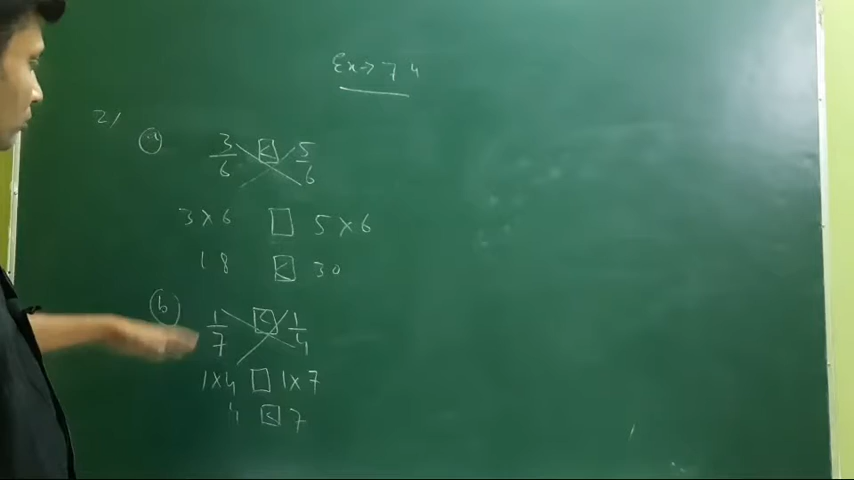 Ex → 7 4
2/ (a) 3/6 [<] 5/6
3 × 6 [ ] 5 × 6
18 [<] 30
(b) 1/7 [<] 1/4
1×4 [ ] 1×7
4 [<] 7